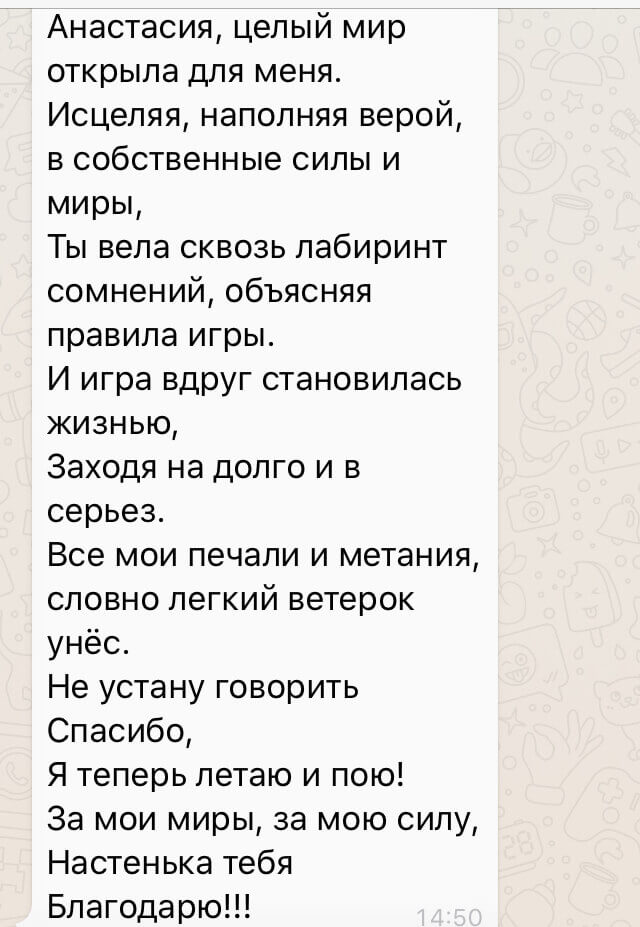 Анастасия, целый мир
открыла для меня.
Исцеляя, наполняя верой,
в собственные силы и
миры,
Ты вела сквозь лабиринт
сомнений, объясняя
правила игры.
И игра вдруг становилась
жизнью,
Заходя на долго и в
серьез.
Все мои печали и метания,
словно легкий ветерок
унёс.
Не устану говорить
Спасибо,
Я теперь летаю и пою!
За мои миры, за мою силу,
Настенька тебя
Благодарю!!!
14:50